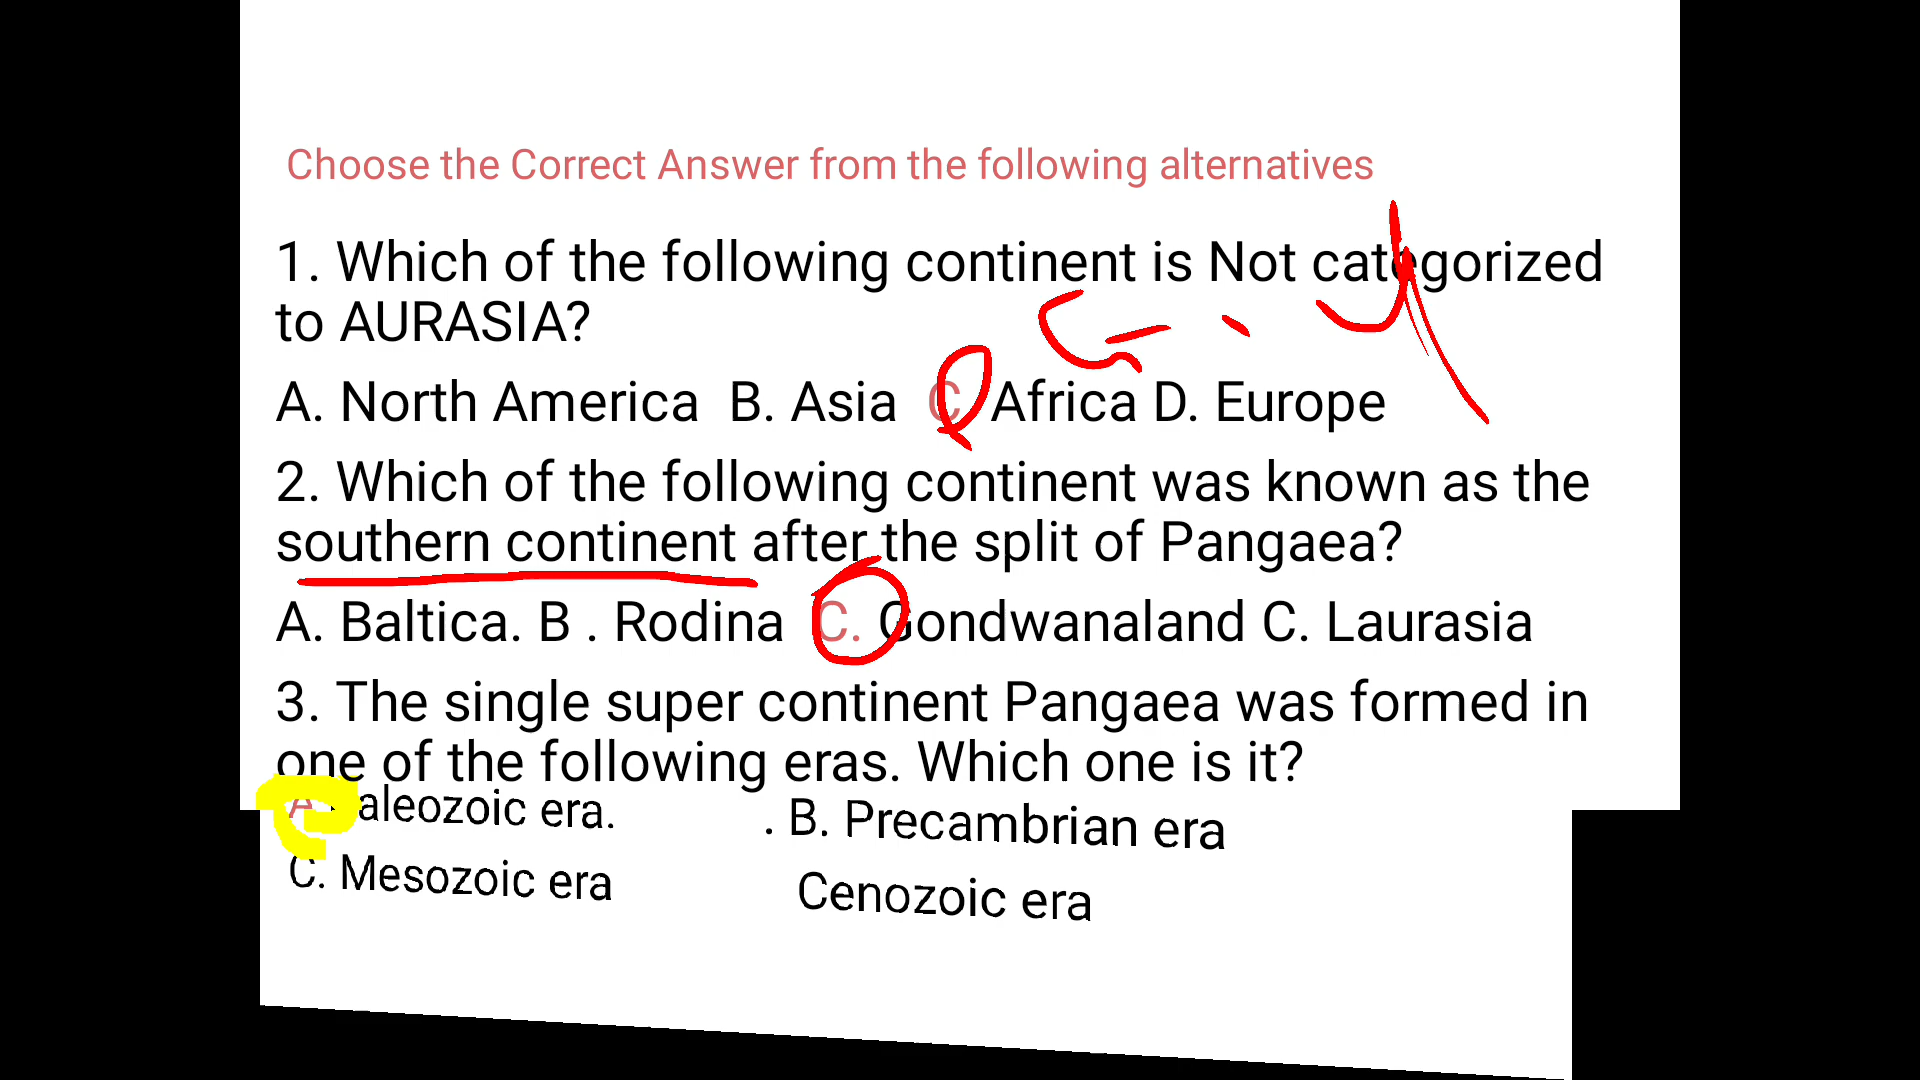 Choose the Correct Answer from the following alternatives
1. Which of the following continent is Not categorized
to AURASIA?
A. North America B. Asia C Africa D. Europe
2. Which of the following continent was known as the
southern continent after the split of Pangaea?
A. Baltica. B . Rodina C. Gondwanaland C. Laurasia
3. The single super continent Pangaea was formed in
one of the following eras. Which one is it?
A aleozoic era. . B. Precambrian era
C. Mesozoic era Cenozoic era